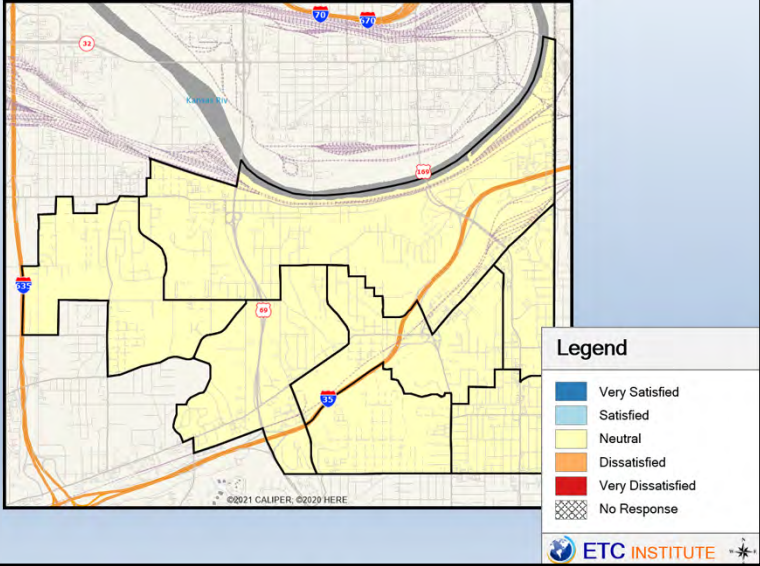 70
670
32
Kansas Riv
169
635
69
35
©2021 CALIPER, ©2020 HERE
Legend
Very Satisfied
Satisfied
Neutral
Dissatisfied
Very Dissatisfied
No Response
ETC INSTITUTE